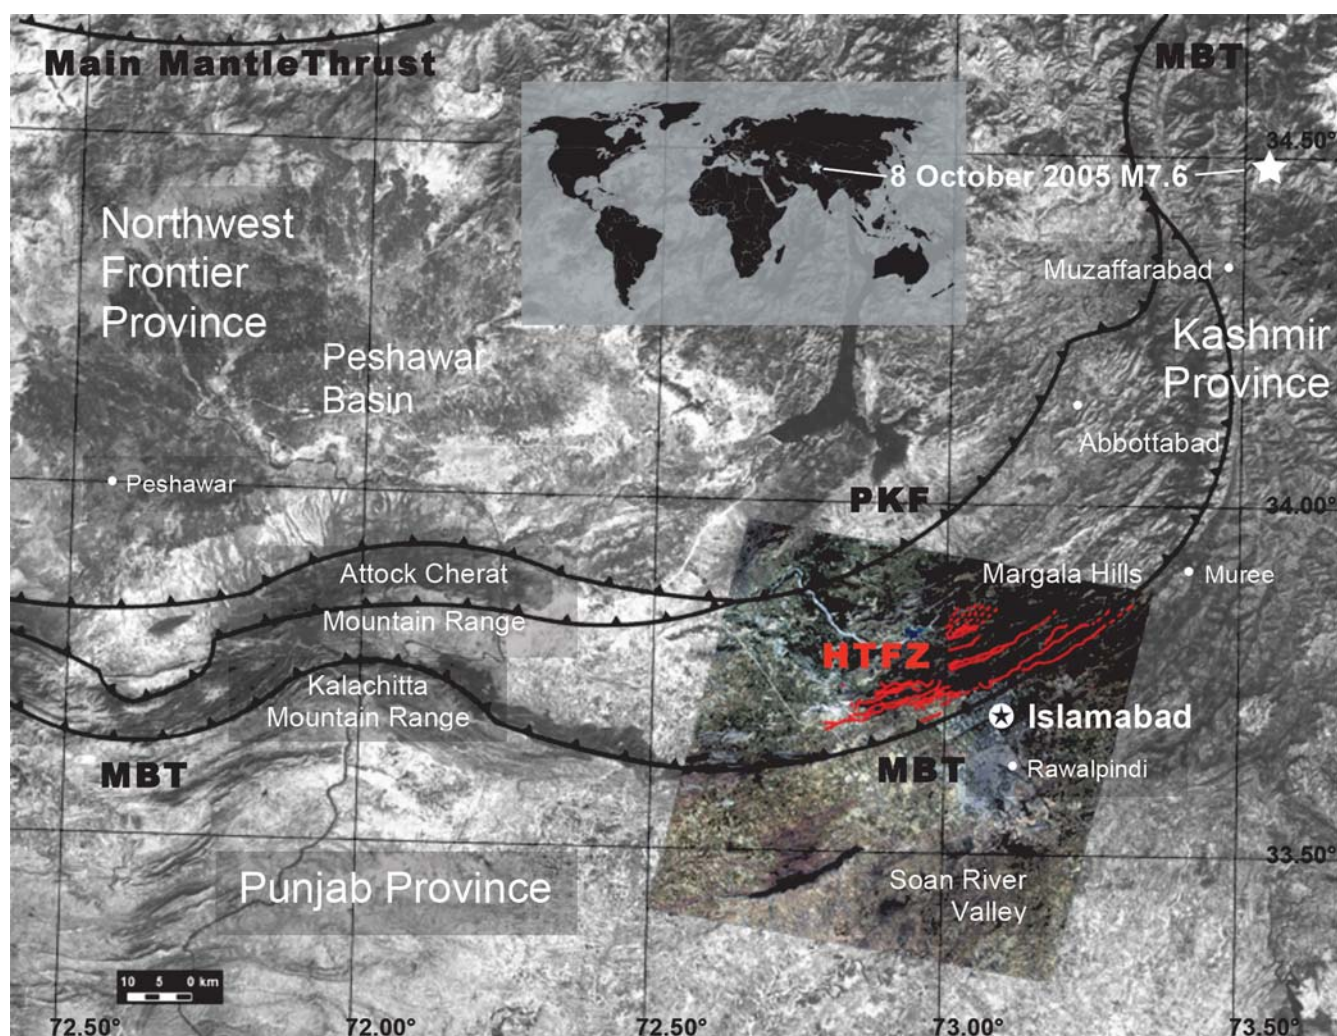 Main MantleThrust
MBT
34.50°
8 October 2005 M7.6
Northwest
Frontier
Province
Muzaffarabad
Kashmir
Province
Peshawar
Basin
Abbottabad
Peshawar
PKF
34.00°
Attock Cherat
Mountain Range
Margala Hills
Muree
HTFZ
Kalachitta
Mountain Range
Islamabad
MBT
MBT
Rawalpindi
33.50°
Punjab Province
Soan River
Valley
10 5 0 km
72.50°
72.00°
72.50°
73.00°
73.50°